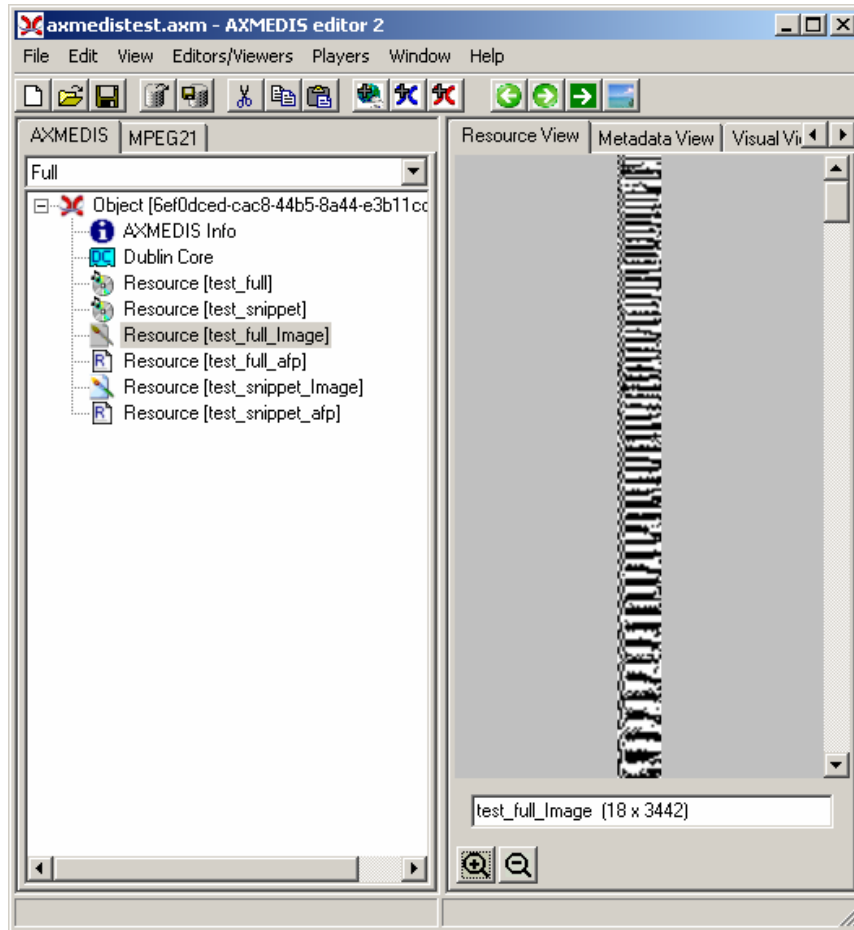 axmedistest.axm - AXMEDIS editor 2
File Edit View Editors/Viewers Players Window Help
AXMEDIS MPEG21
Resource View Metadata View Visual
Full
Object [6ef0dced-cac8-44b5-8a44-e3b11cc
AXMEDIS Info
DC Dublin Core
Resource [test_full]
Resource [test_snippet]
Resource [test_full_Image]
R Resource [test_full_afp]
Resource [test_snippet_Image]
R Resource [test_snippet_afp]
test_full_Image (18 x 3442)